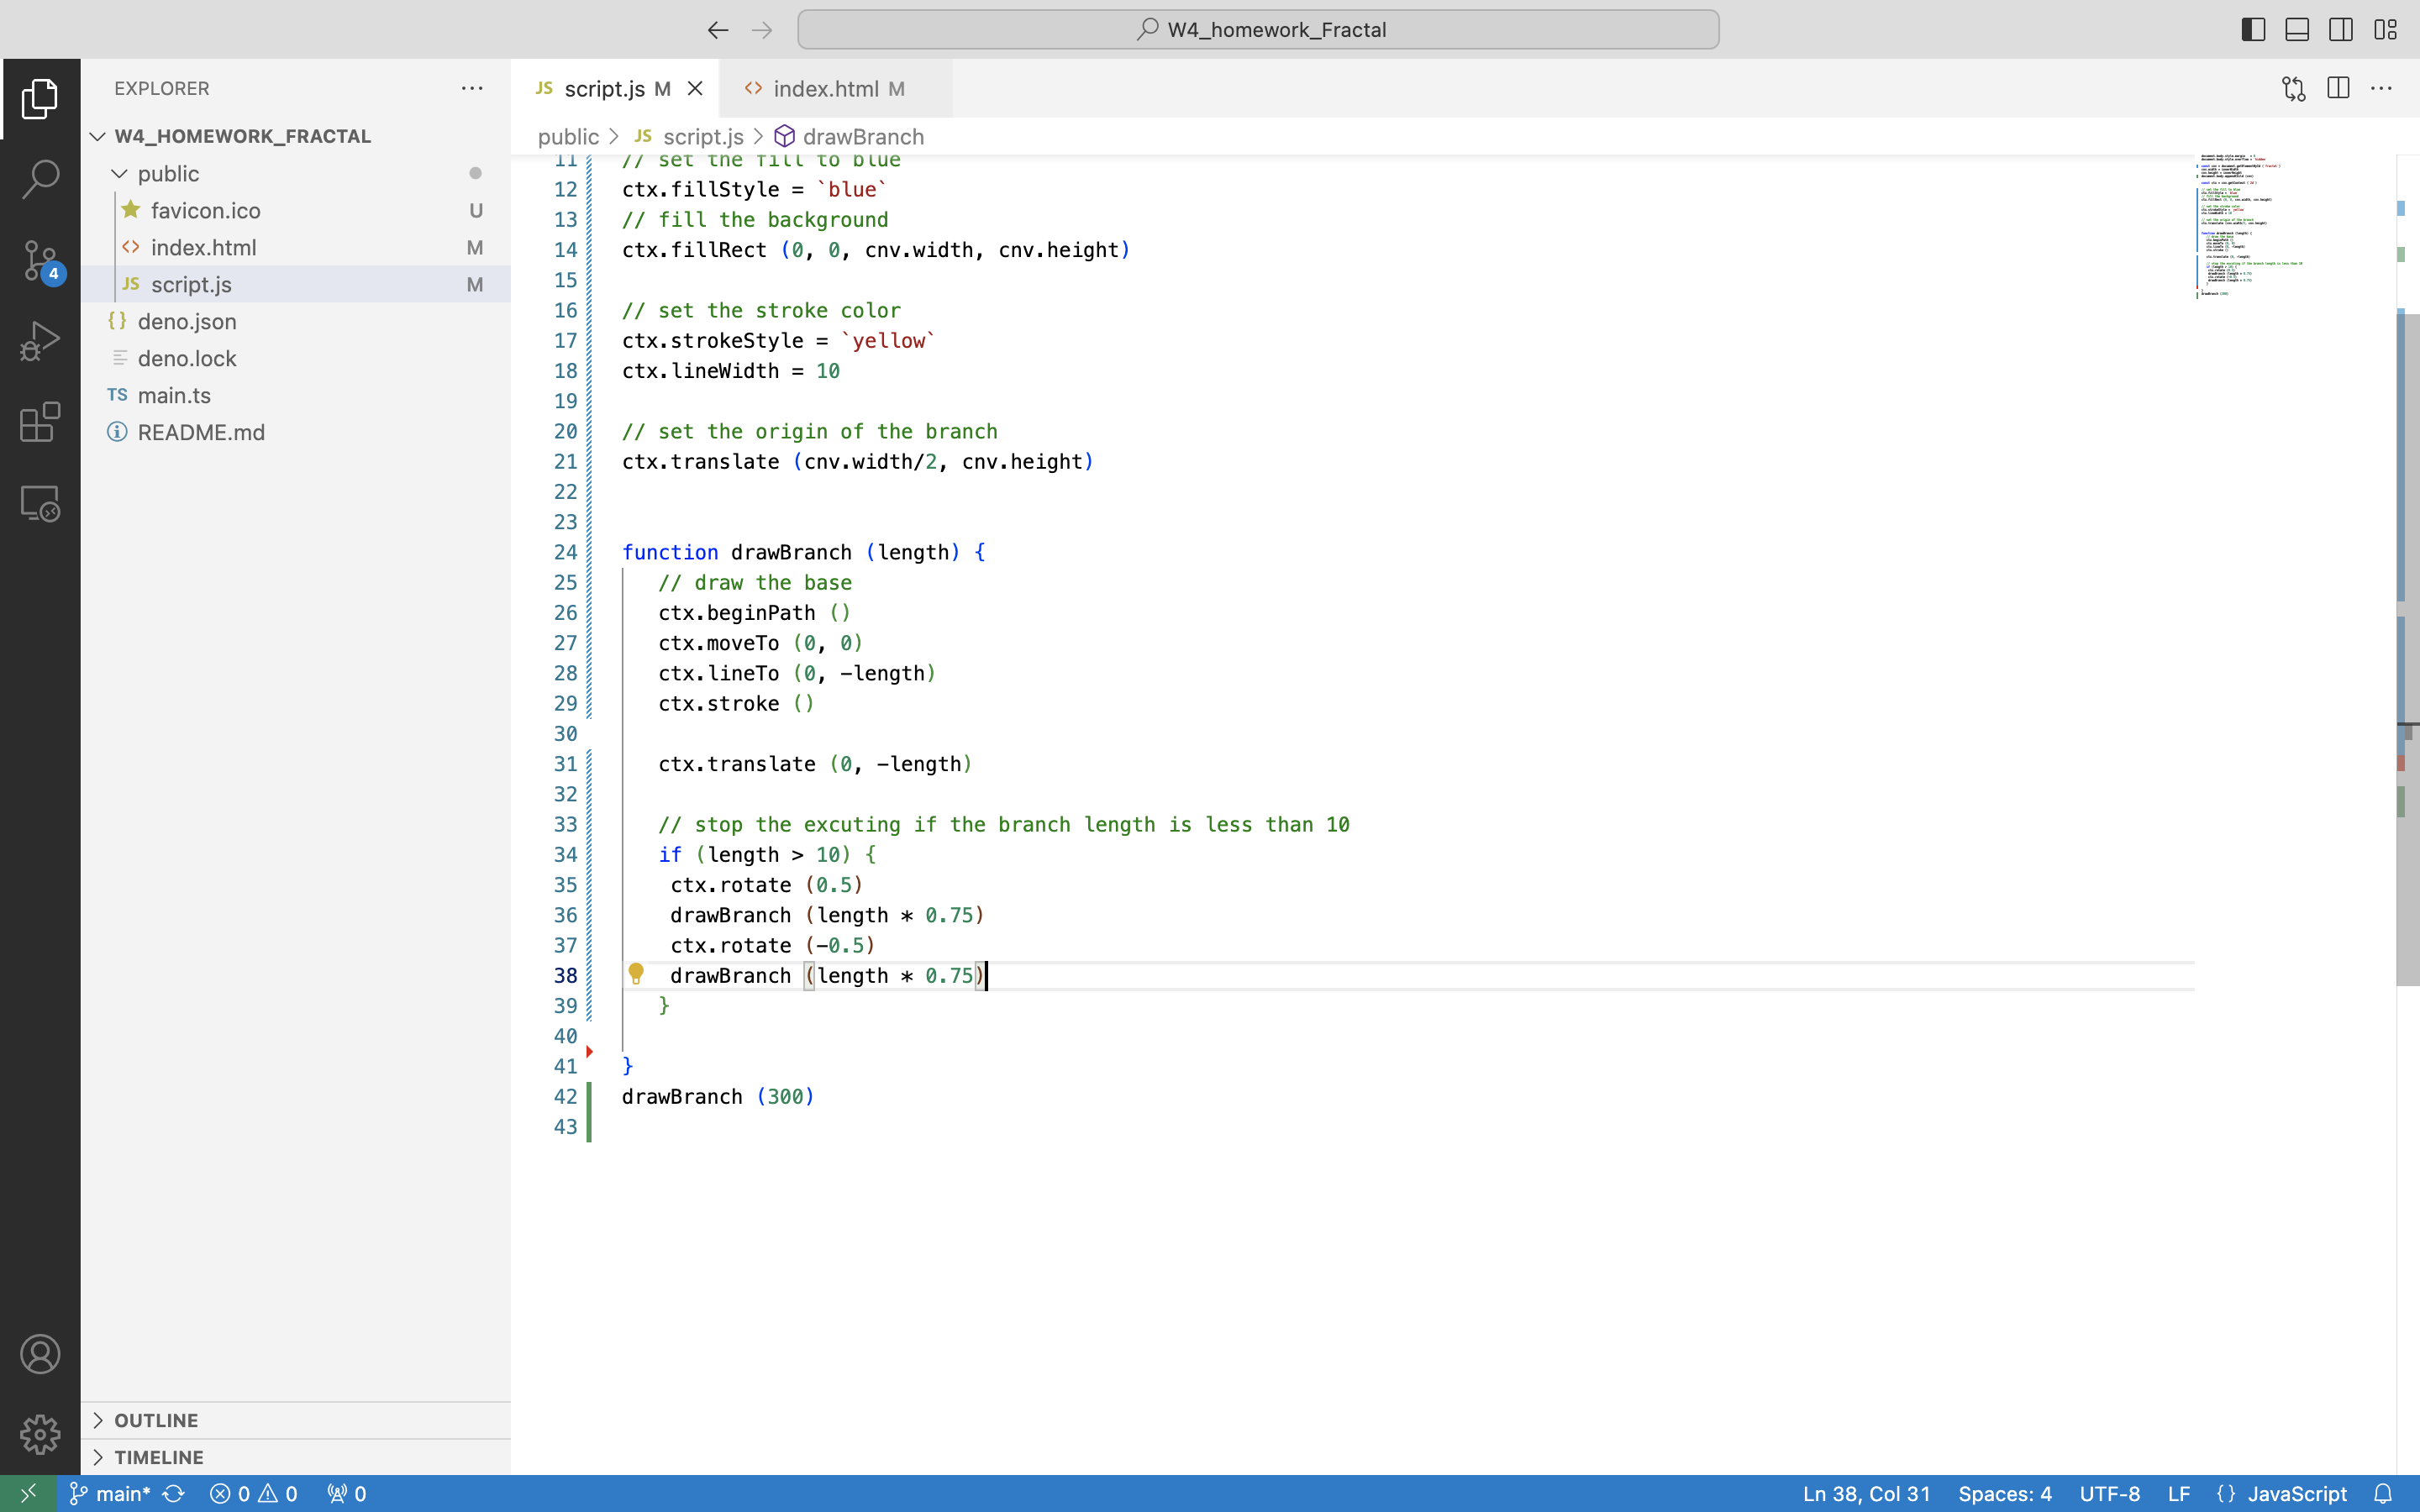 W4_homework_Fractal
EXPLORER
W4_HOMEWORK_FRACTAL
public
favicon.ico U
index.html M
JS script.js M
{} deno.json
deno.lock
TS main.ts
README.md
4
OUTLINE
TIMELINE
JS script.js M
index.html M
public > JS script.js > drawBranch
11 // set the fill to blue
12 ctx.fillStyle = `blue`
13 // fill the background
14 ctx.fillRect (0, 0, cnv.width, cnv.height)
15
16 // set the stroke color
17 ctx.strokeStyle = `yellow`
18 ctx.lineWidth = 10
19
20 // set the origin of the branch
21 ctx.translate (cnv.width/2, cnv.height)
22
23
24 function drawBranch (length) {
25 // draw the base
26 ctx.beginPath ()
27 ctx.moveTo (0, 0)
28 ctx.lineTo (0, -length)
29 ctx.stroke ()
30
31 ctx.translate (0, -length)
32
33 // stop the excuting if the branch length is less than 10
34 if (length > 10) {
35 ctx.rotate (0.5)
36 drawBranch (length * 0.75)
37 ctx.rotate (-0.5)
38 drawBranch (length * 0.75)
39 }
40
41 }
42 drawBranch (300)
43
main* 0 0 0 Ln 38, Col 31 Spaces: 4 UTF-8 LF {} JavaScript